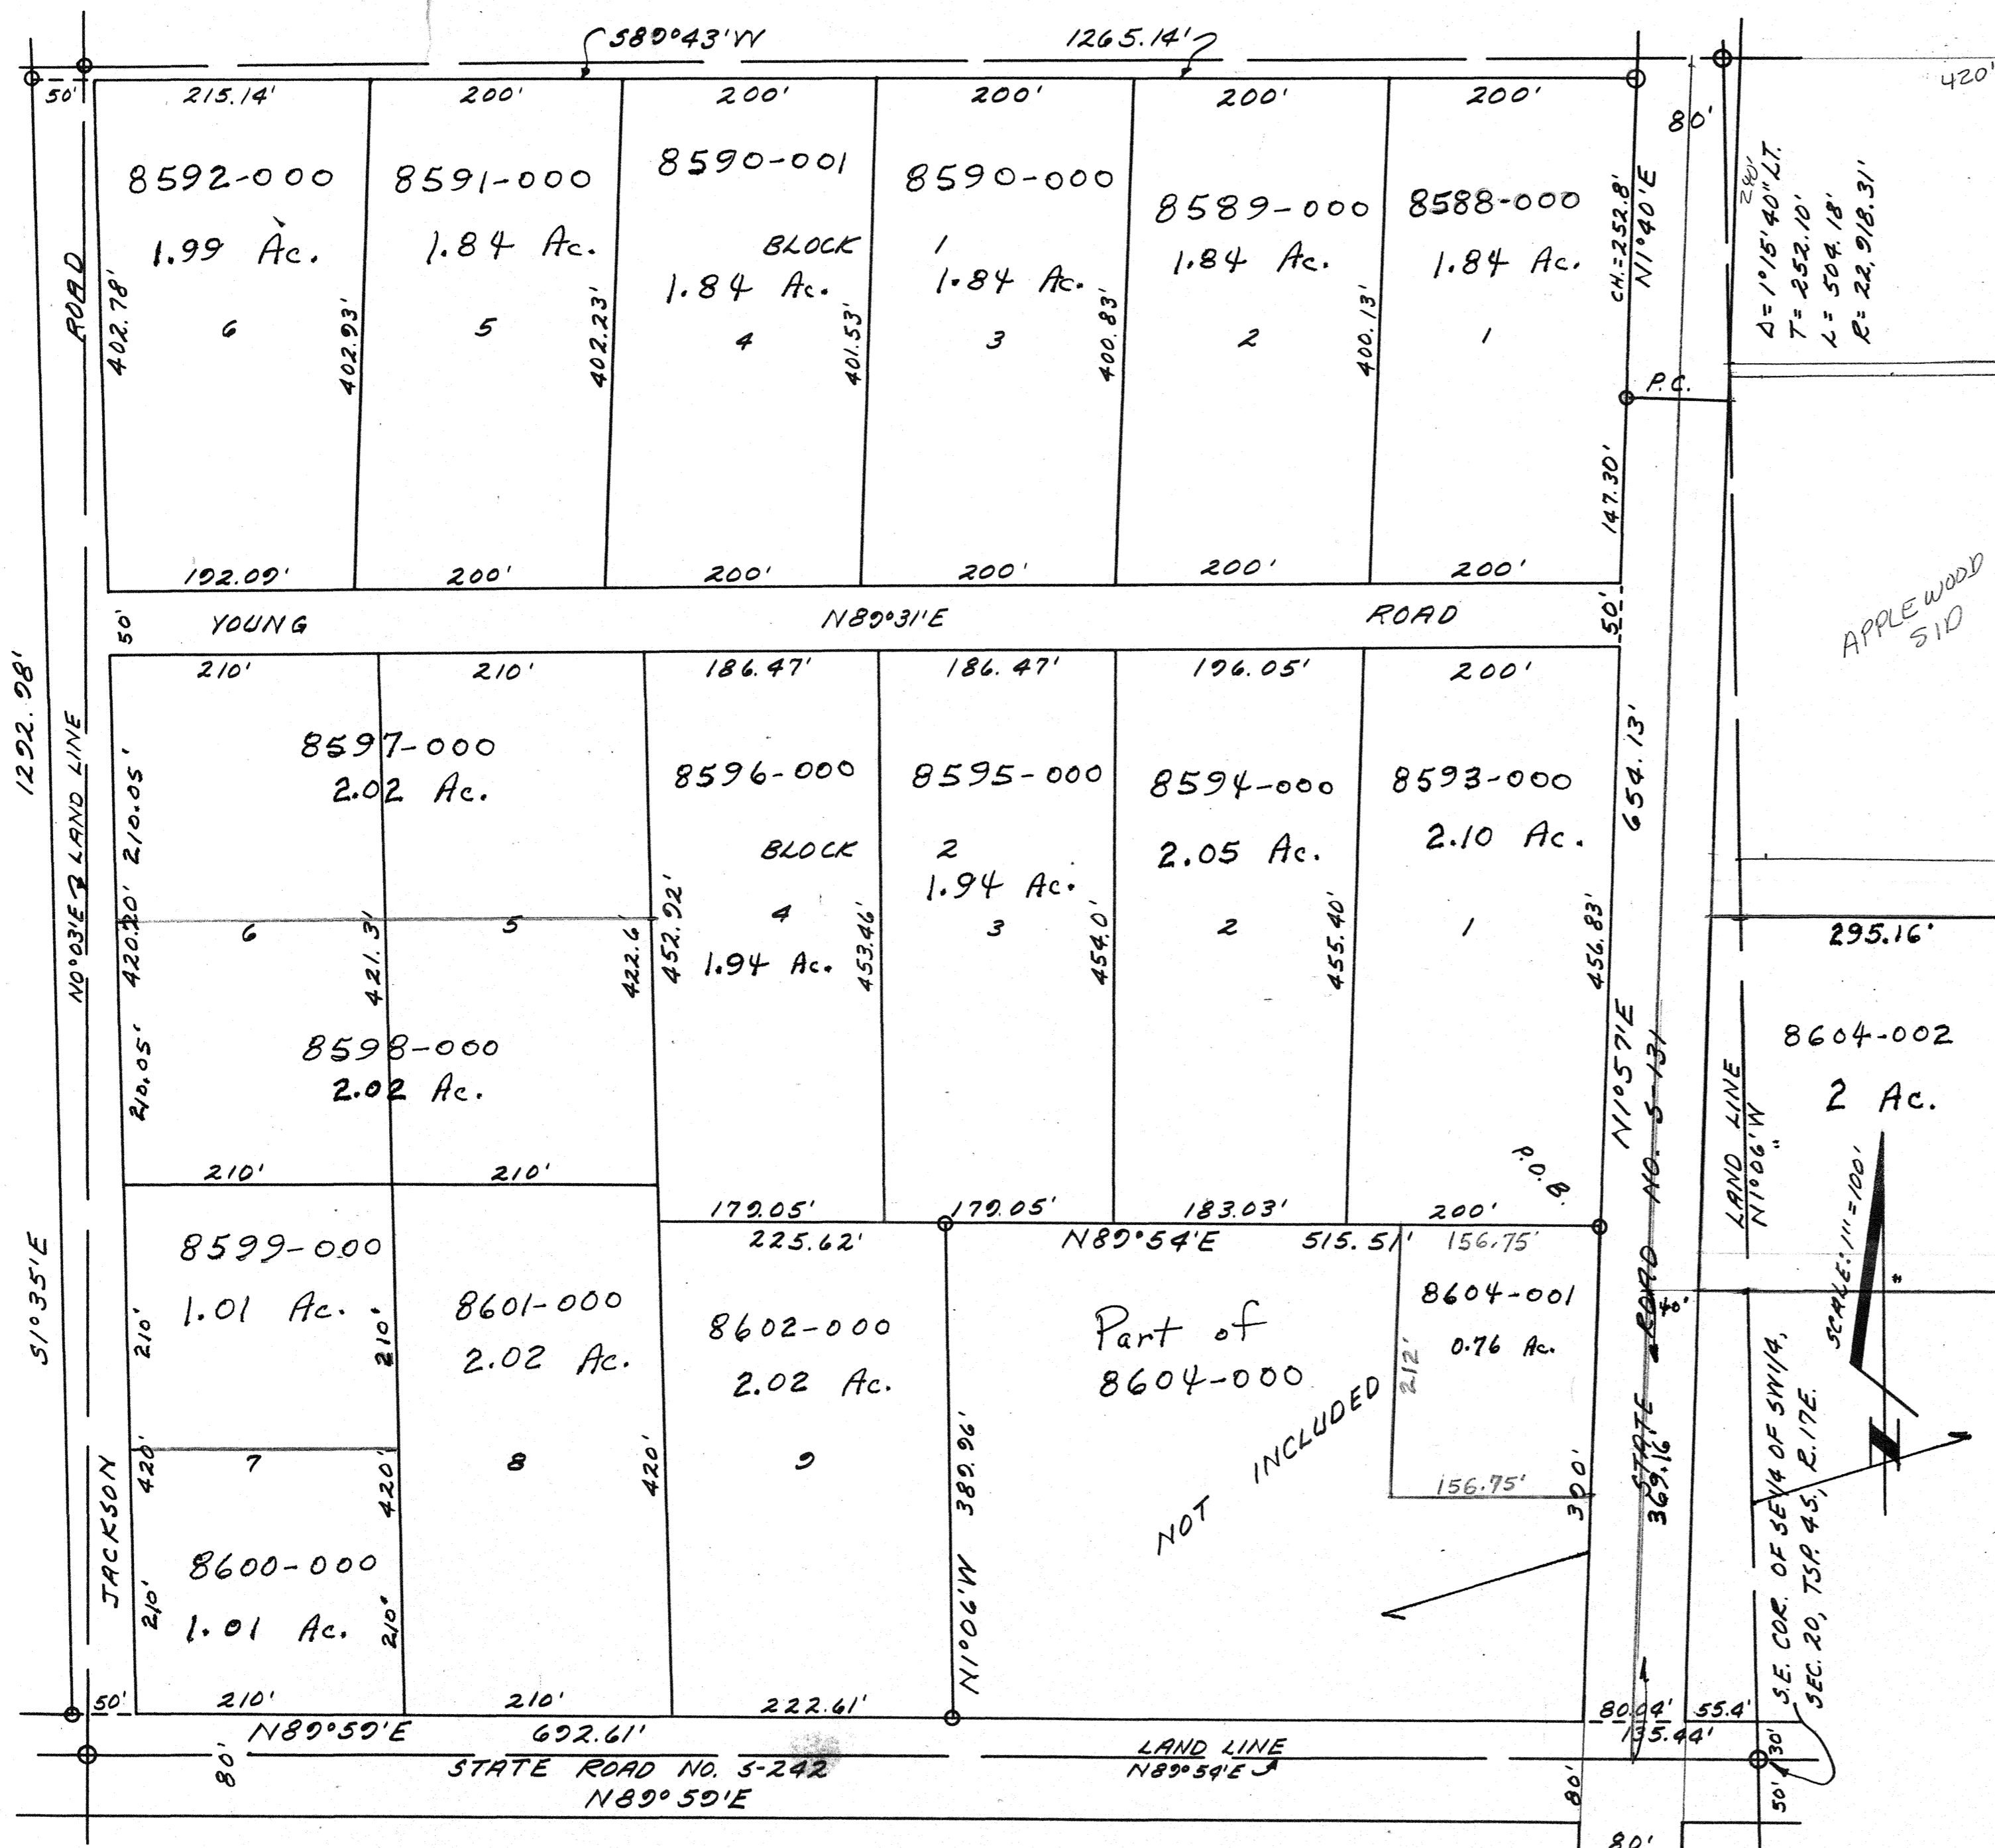 S89°43'W 1265.14'
50' 215.14' 200' 200' 200' 200' 200'
80'
420'
8592-000
1.99 Ac.
6
8591-000
1.84 Ac.
5
8590-001
BLOCK 1
1.84 Ac.
4
8590-000
1.84 Ac.
3
8589-000
1.84 Ac.
2
8588-000
1.84 Ac.
1
ROAD
402.78'
402.93'
402.23'
401.53'
400.83'
400.13'
CH.=252.8'
N1°40'E
147.30'
P.C.
240'
Δ=1°15'40"LT.
T=252.10'
L=504.18'
R=22,918.31'
192.09' 200' 200' 200' 200' 200'
50'
YOUNG N89°31'E ROAD
50'
APPLEWOOD
S/D
210' 210' 186.47' 186.47' 196.05' 200'
1292.98'
N0°03'E LAND LINE
S1°35'E
8597-000
2.02 Ac.
6 5
8598-000
2.02 Ac.
210.05'
420.20'
210.05'
421.3'
422.6'
452.92'
8596-000
BLOCK 2
4
1.94 Ac.
453.46'
8595-000
1.94 Ac.
3
454.0'
8594-000
2.05 Ac.
2
455.40'
8593-000
2.10 Ac.
1
456.83'
654.13'
N1°57'E
STATE ROAD NO. S-131
P.O.B.
295.16'
8604-002
2 Ac.
LAND LINE
N1°06'W
SCALE: 1"=100'
210' 210'
179.05' 179.05' 183.03' 200'
225.62' N89°54'E 515.51' 156.75'
8599-000
1.01 Ac.
210'
210'
7
420'
420'
8600-000
1.01 Ac.
210'
210'
8601-000
2.02 Ac.
8
420'
8602-000
2.02 Ac.
9
389.96'
N1°06'W
Part of
8604-000
NOT INCLUDED
8604-001
0.76 Ac.
212'
156.75'
300'
369.16'
40'
S.E. COR. OF SE1/4 OF SW1/4,
SEC. 20, TSP. 4S., R.17E.
N
JACKSON
50' 210' 210' 222.61' 80.04' 55.4'
N89°59'E 692.61' 135.44'
80'
STATE ROAD NO. S-242
LAND LINE
N89°59'E
N89°59'E
80'
30'
50'
80'